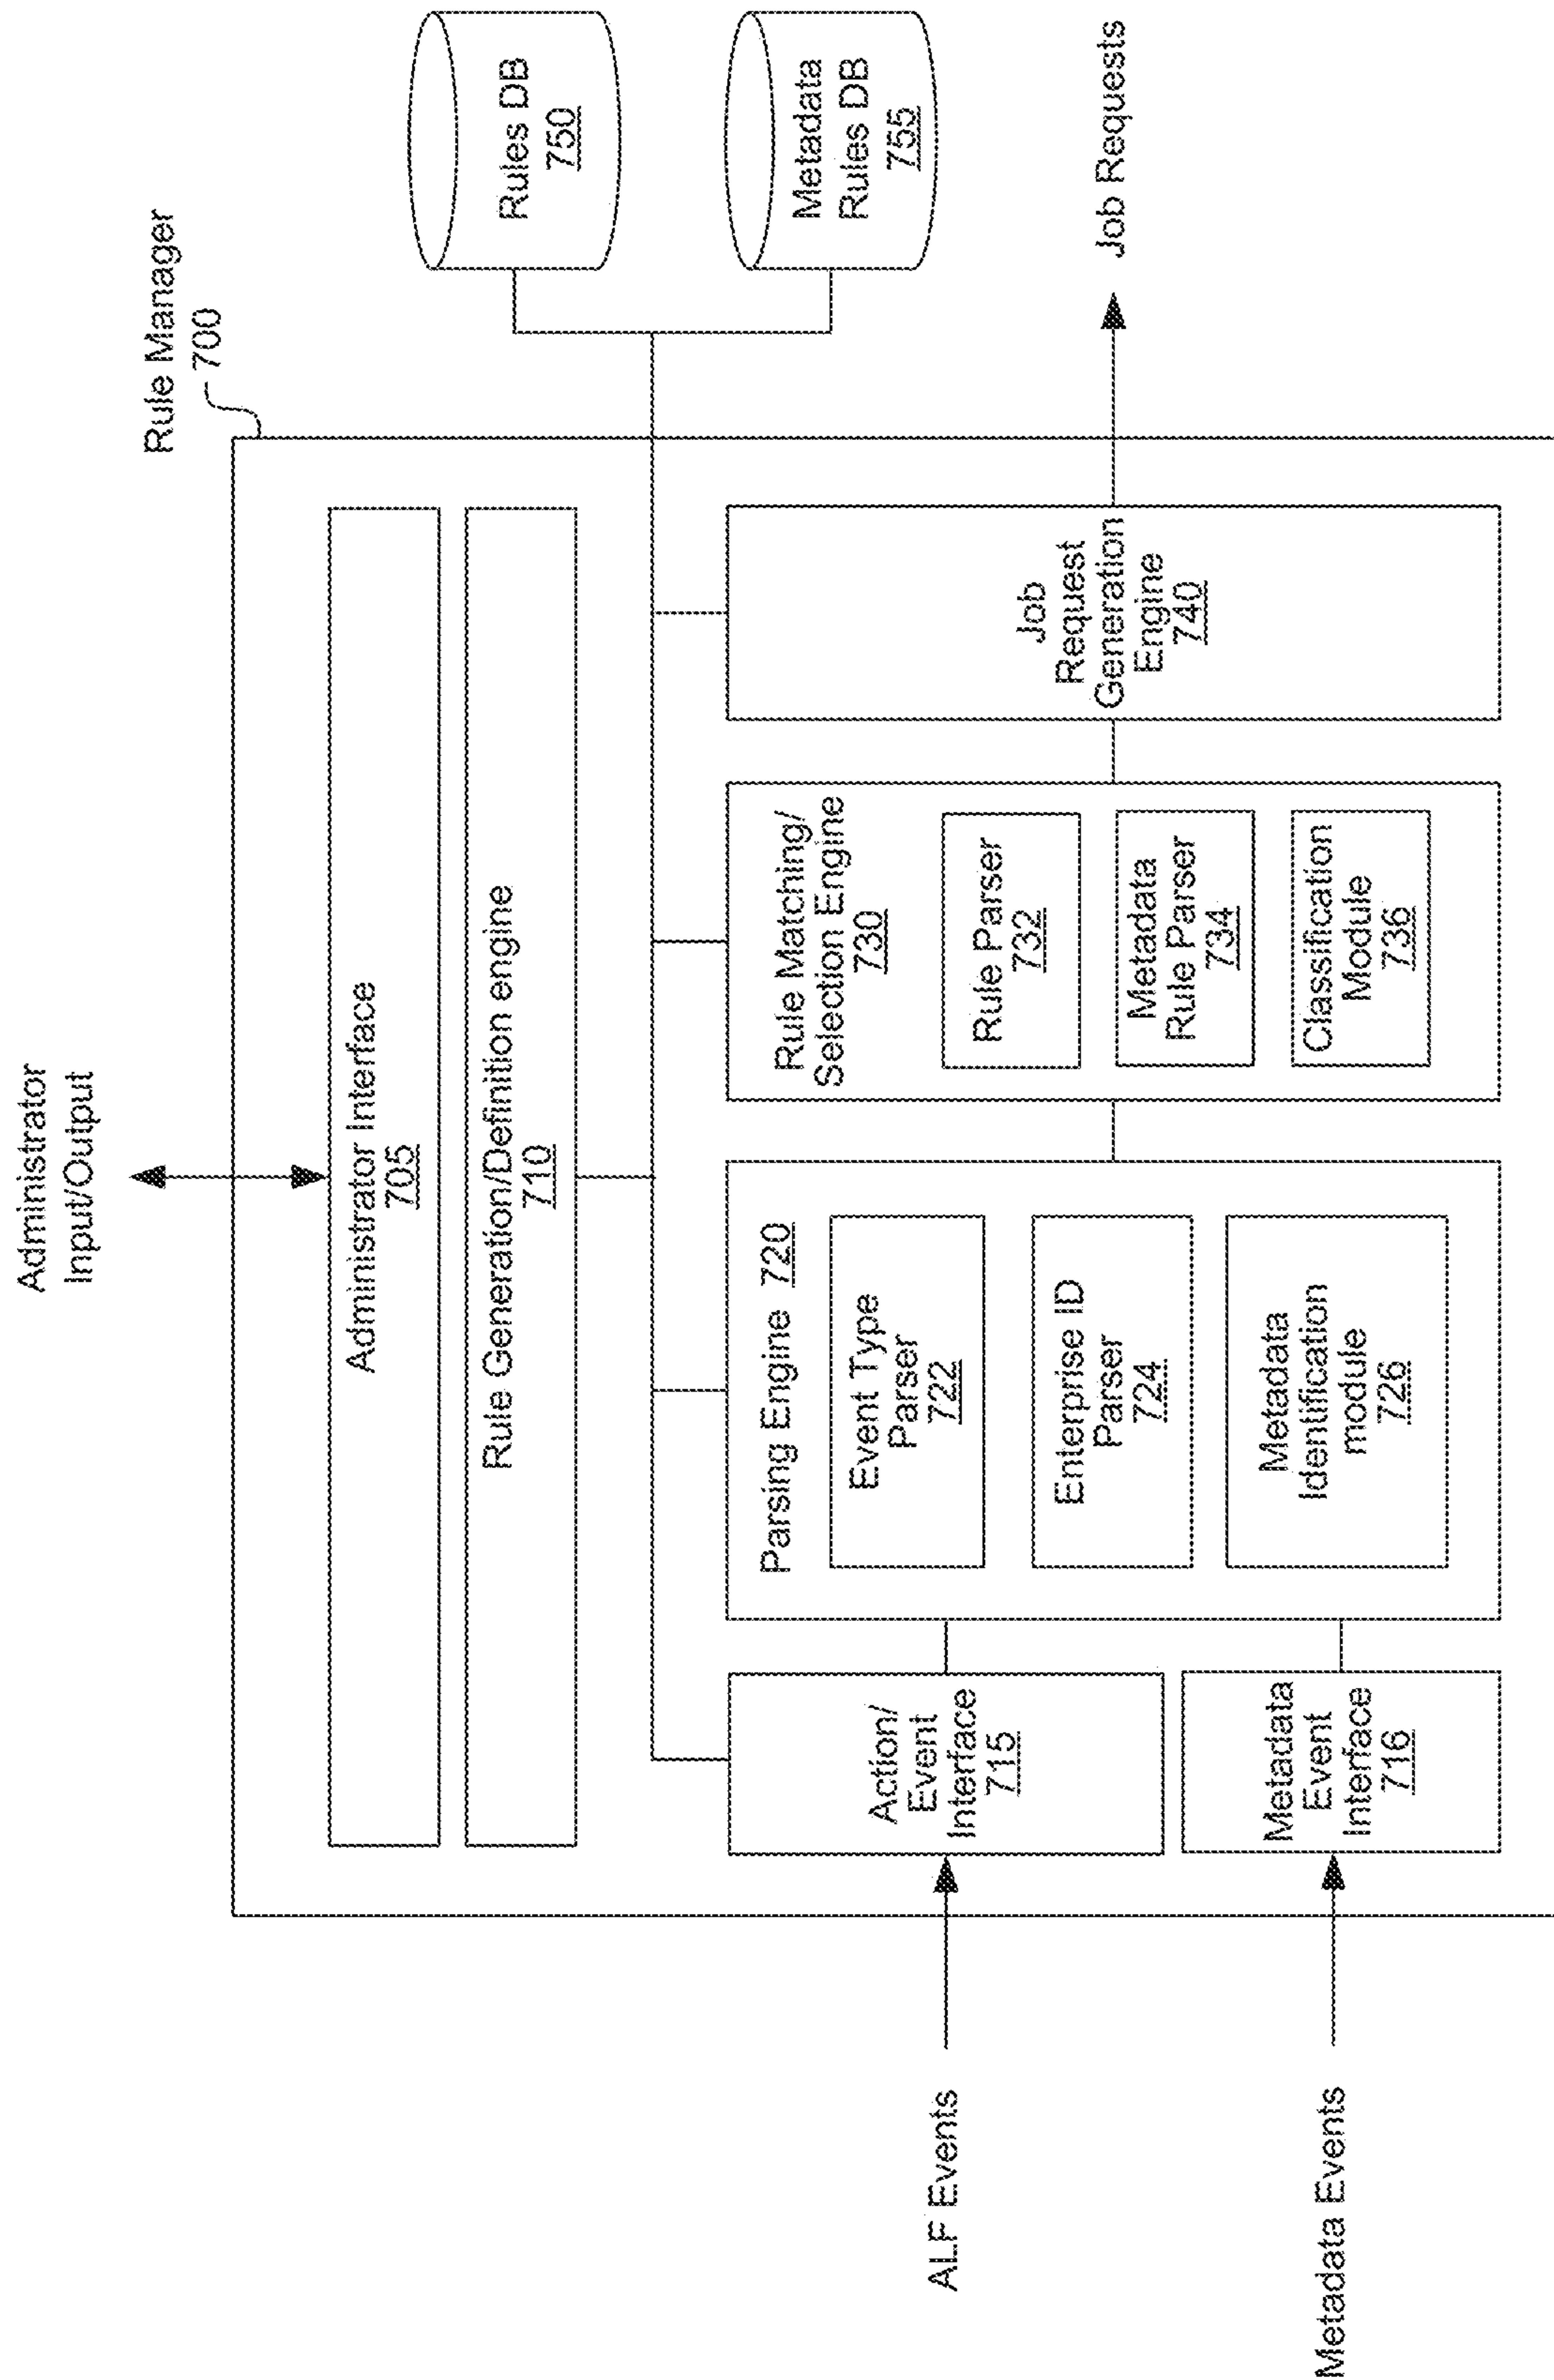 Administrator
Input/Output
Rule Manager
700
Administrator Interface
705
Rule Generation/Definition engine
710
Rules DB
750
Metadata
Rules DB
755
ALF Events
Metadata Events
Action/
Event
Interface
715
Metadata
Event
Interface
716
Parsing Engine 720
Event Type
Parser
722
Enterprise ID
Parser
724
Metadata
Identification
module
726
Rule Matching/
Selection Engine
730
Rule Parser
732
Metadata
Rule Parser
734
Classification
Module
736
Job
Request
Generation
Engine
740
Job Requests